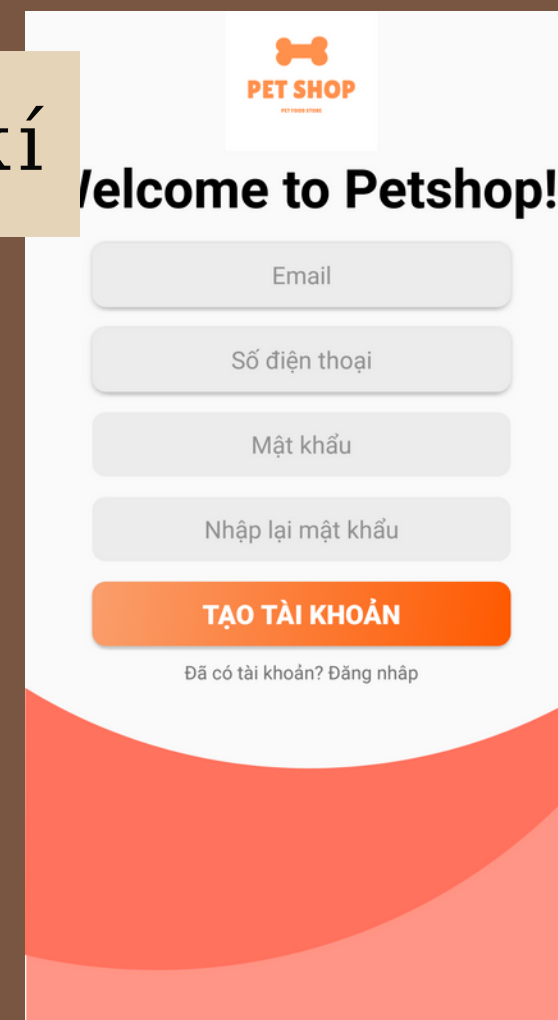 PET SHOP
PET FOOD STORE
kí
Welcome to Petshop!
Email
Số điện thoại
Mật khẩu
Nhập lại mật khẩu
TẠO TÀI KHOẢN
Đã có tài khoản? Đăng nhâp